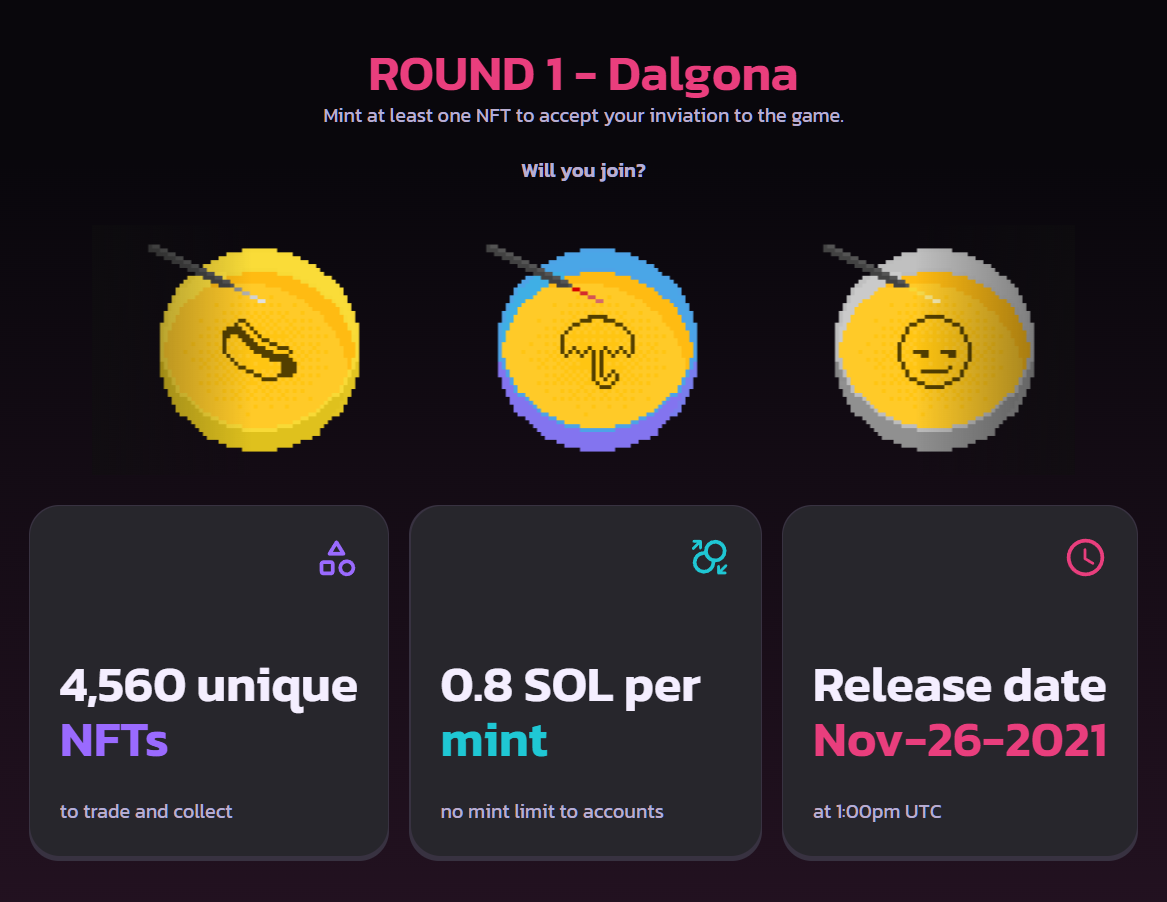 ROUND 1 - Dalgona
Mint at least one NFT to accept your inviation to the game.
Will you join?
4,560 unique
NFTs
to trade and collect
0.8 SOL per
mint
no mint limit to accounts
Release date
Nov-26-2021
at 1:00pm UTC